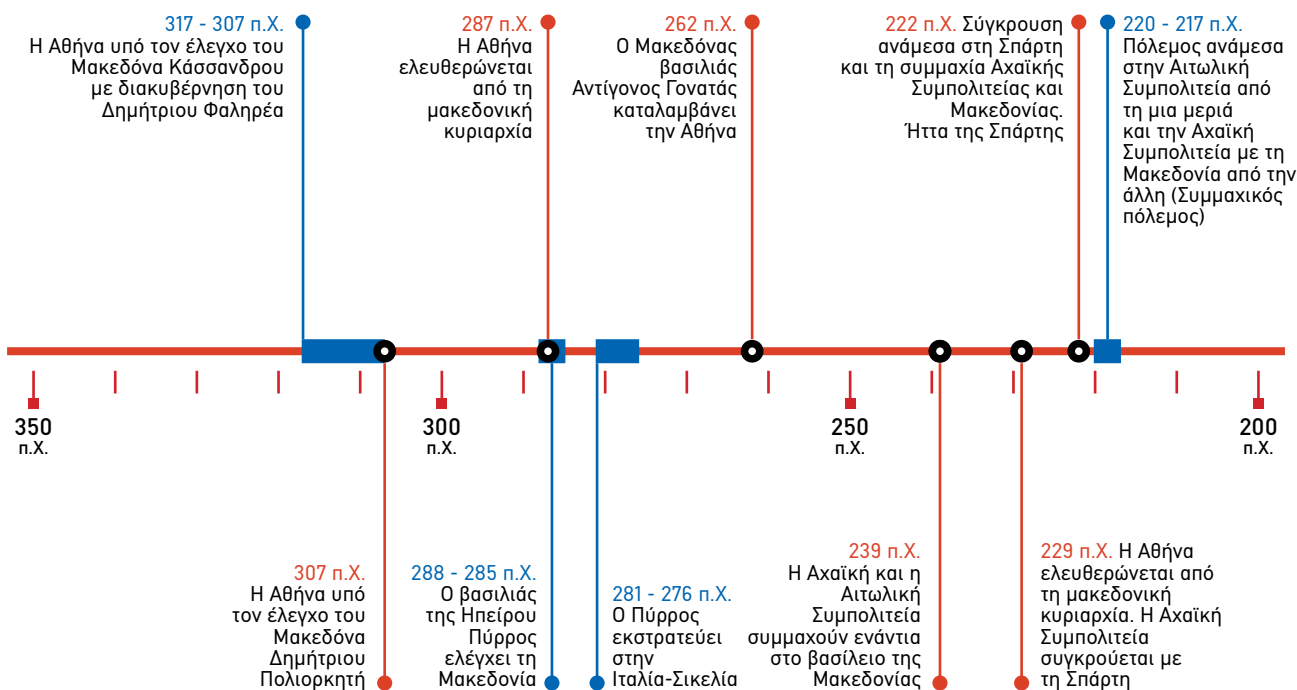 317 - 307 π.Χ.
Η Αθήνα υπό τον έλεγχο του
Μακεδόνα Κάσσανδρου
με διακυβέρνηση του
Δημήτριου Φαληρέα
287 π.Χ.
Η Αθήνα
ελευθερώνεται
από τη
μακεδονική
κυριαρχία
262 π.Χ.
Ο Μακεδόνας
βασιλιάς
Αντίγονος Γονατάς
καταλαμβάνει
την Αθήνα
222 π.Χ. Σύγκρουση
ανάμεσα στη Σπάρτη
και τη συμμαχία Αχαϊκής
Συμπολιτείας και
Μακεδονίας.
Ήττα της Σπάρτης
220 - 217 π.Χ.
Πόλεμος ανάμεσα
στην Αιτωλική
Συμπολιτεία από
τη μια μεριά
και την Αχαϊκή
Συμπολιτεία με τη
Μακεδονία από την
άλλη (Συμμαχικός
πόλεμος)
350
π.Χ.
300
π.Χ.
250
π.Χ.
200
π.Χ.
307 π.Χ.
Η Αθήνα υπό
τον έλεγχο του
Μακεδόνα
Δημήτριου
Πολιορκητή
288 - 285 π.Χ.
Ο βασιλιάς
της Ηπείρου
Πύρρος
ελέγχει τη
Μακεδονία
281 - 276 π.Χ.
Ο Πύρρος
εκστρατεύει
στην
Ιταλία-Σικελία
239 π.Χ.
Η Αχαϊκή και η
Αιτωλική
Συμπολιτεία
συμμαχούν ενάντια
στο βασίλειο της
Μακεδονίας
229 π.Χ. Η Αθήνα
ελευθερώνεται από
τη μακεδονική
κυριαρχία. Η Αχαϊκή
Συμπολιτεία
συγκρούεται με
τη Σπάρτη